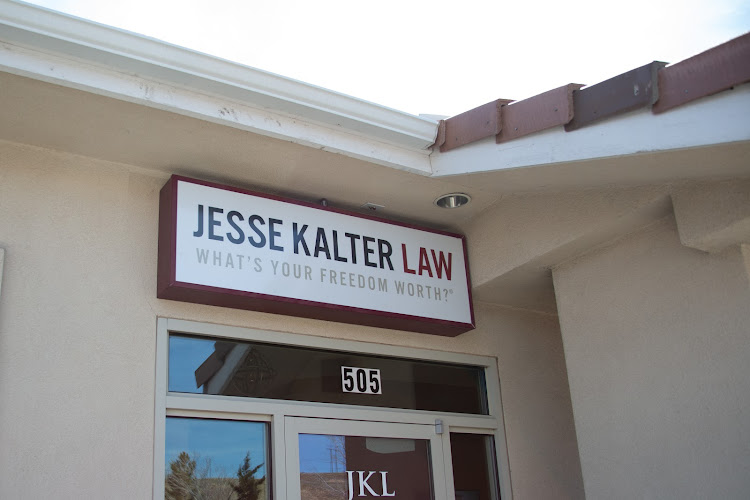 JESSE KALTER LAW
WHAT'S YOUR FREEDOM WORTH?®
505
JKL